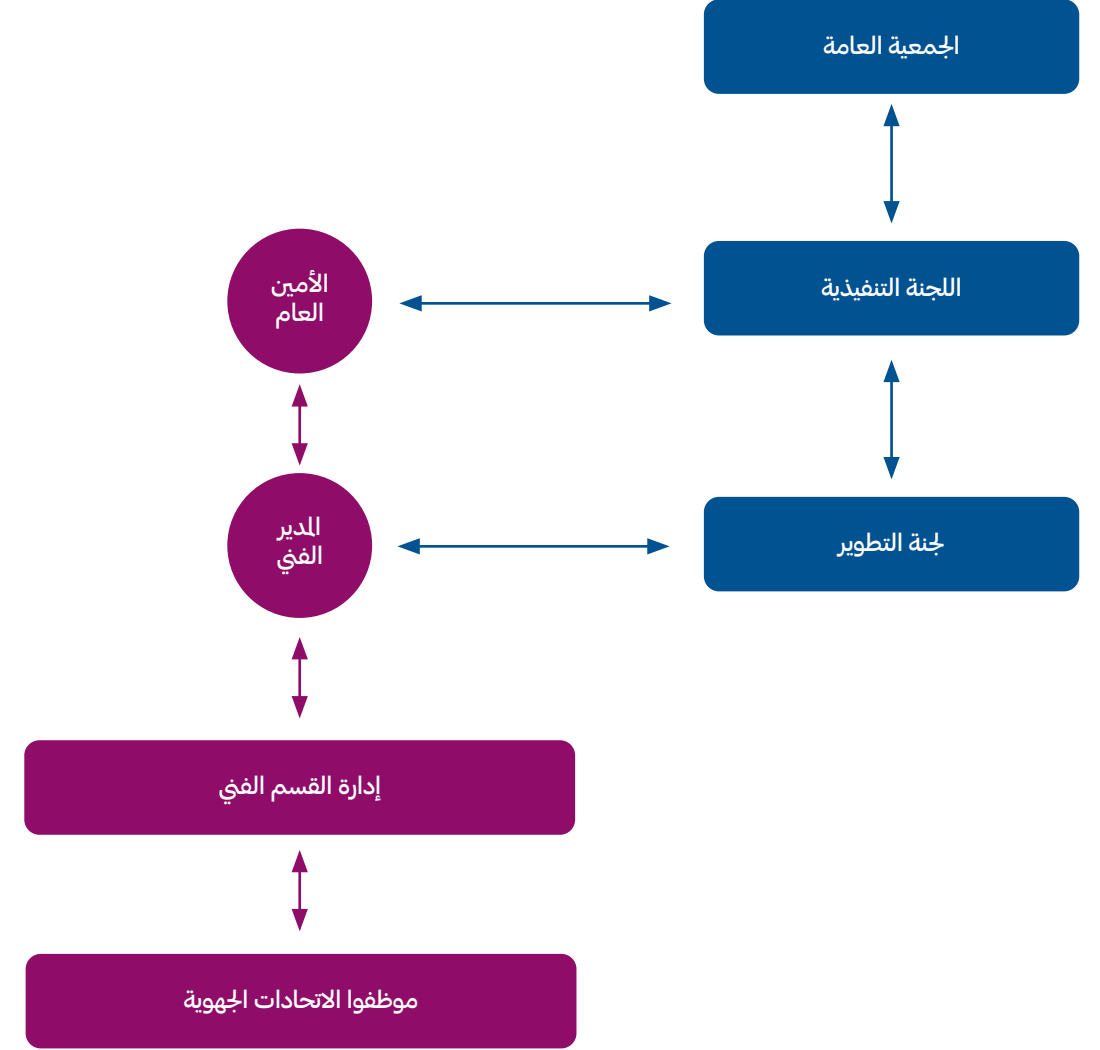 الجمعية العامة
اللجنة التنفيذية
الأمين
العام
لجنة التطوير
المدير
الفني
إدارة القسم الفني
موظفوا الاتحادات الجهوية